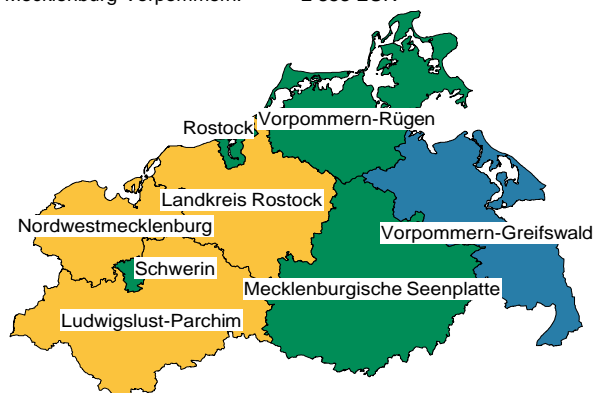 Vorpommern-Rügen
Rostock
Landkreis Rostock
Nordwestmecklenburg
Vorpommern-Greifswald
Schwerin
Mecklenburgische Seenplatte
Ludwigslust-Parchim